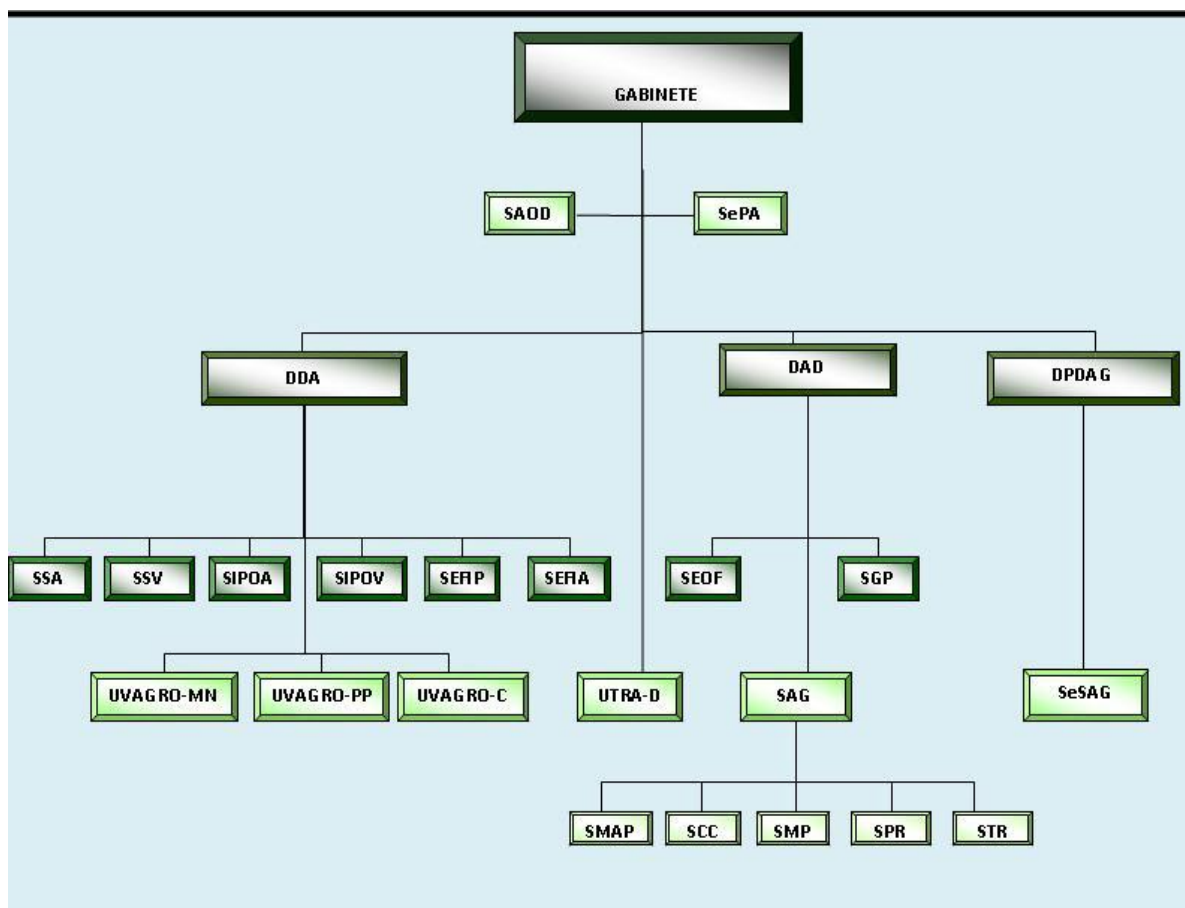 GABINETE
SAOD
SePA
DDA
DAD
DPDAG
SSA
SSV
SIPOA
SIPOV
SEFIP
SEFIA
SEOF
SGP
UVAGRO-MN
UVAGRO-PP
UVAGRO-C
UTRA-D
SAG
SeSAG
SMAP
SCC
SMP
SPR
STR